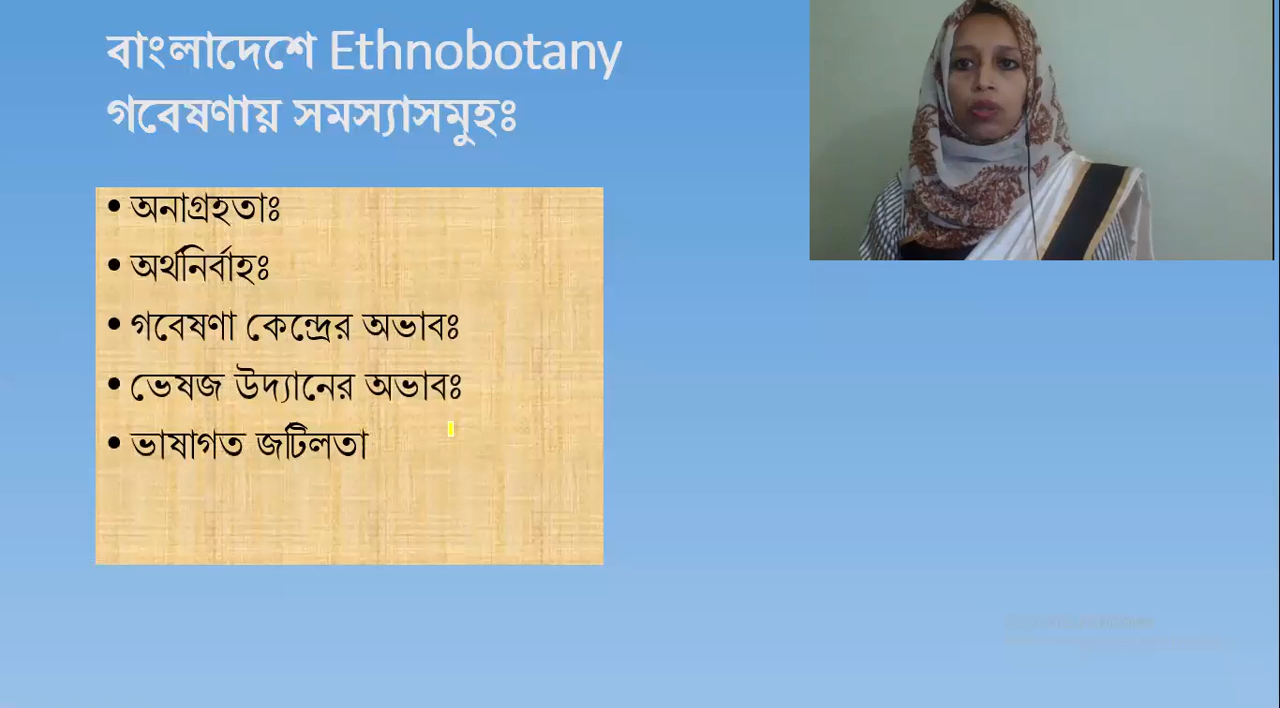 বাংলাদেশে Ethnobotany
গবেষণায় সমস্যাসমুহঃ
• অনাগ্রহতাঃ
• অর্থনির্বাহঃ
• গবেষণা কেন্দ্রের অভাবঃ
• ভেষজ উদ্যানের অভাবঃ
• ভাষাগত জটিলতা